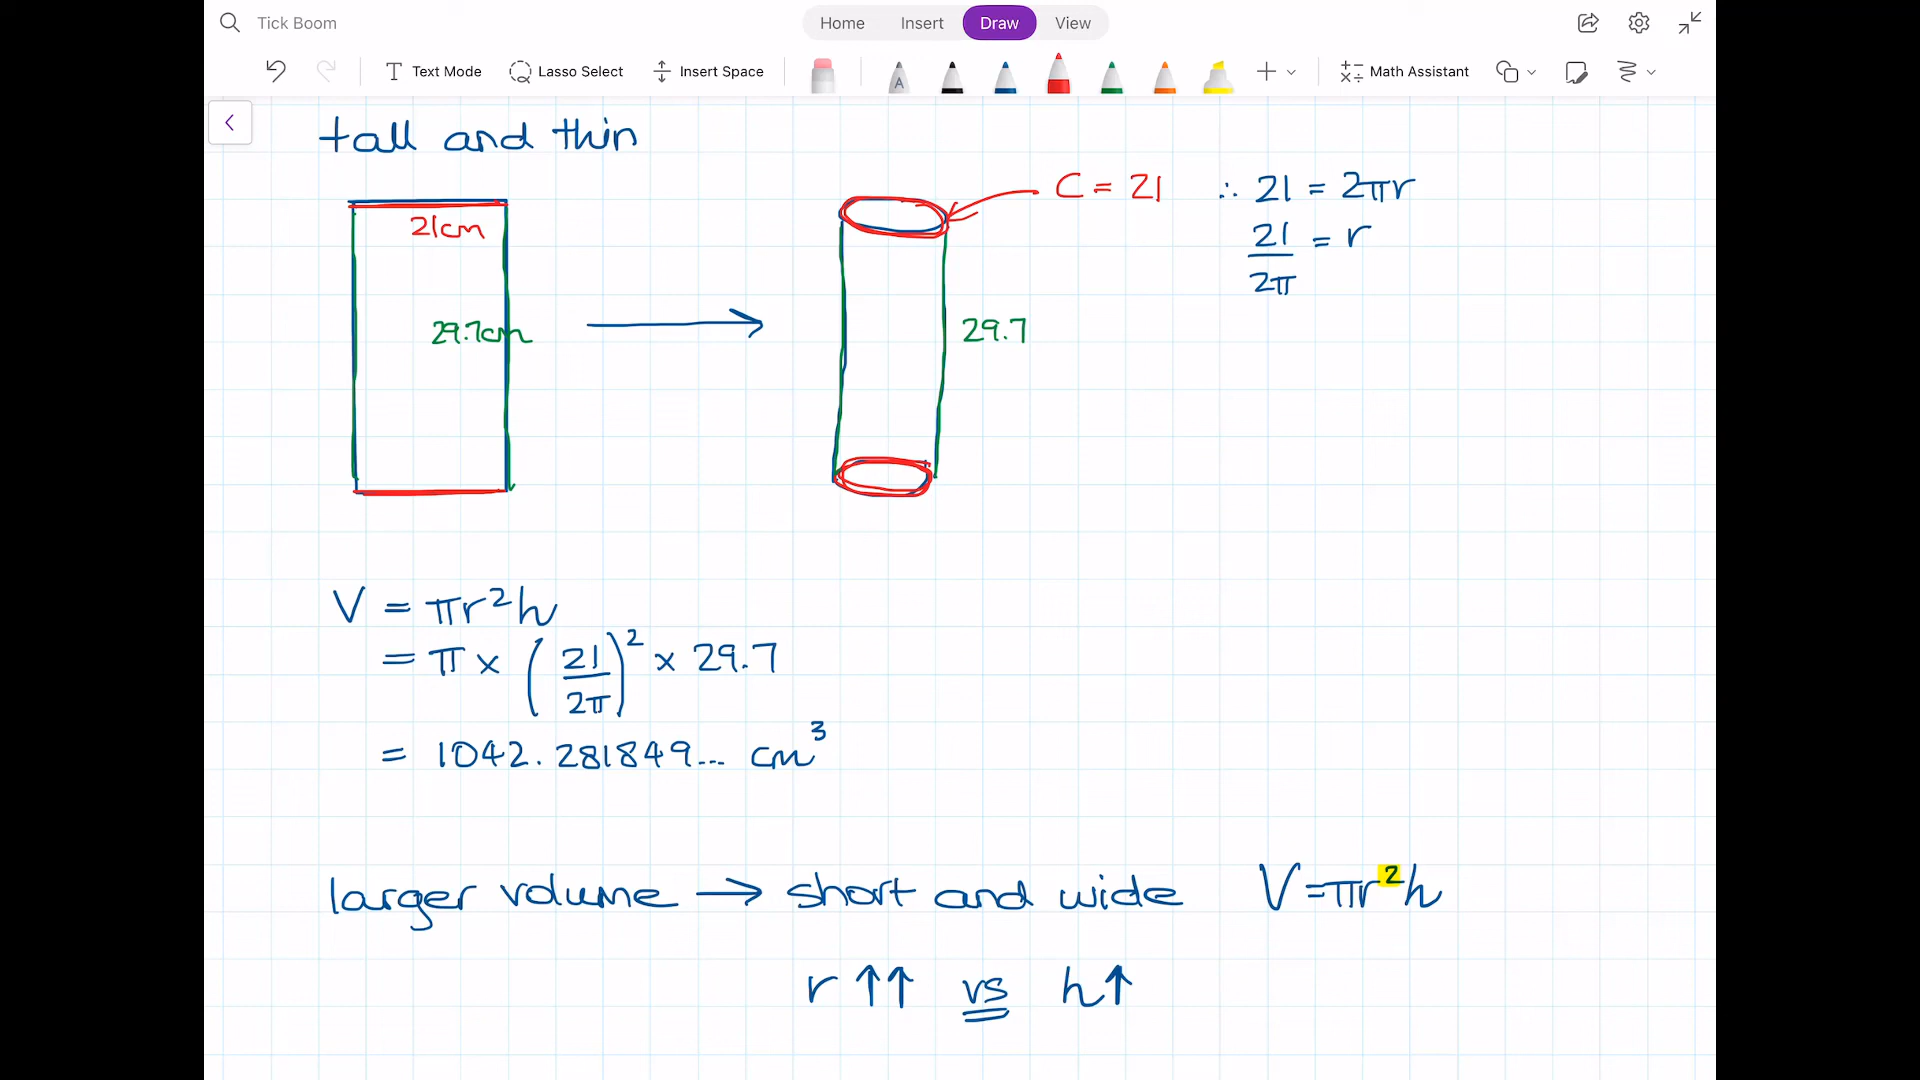 Tick Boom
Home Insert Draw View
Text Mode Lasso Select Insert Space Math Assistant
tall and thin
21cm
29.7cm
C = 21
29.7
∴ 21 = 2πr
21/2π = r
V = πr²h
= π × (21/2π)² × 29.7
= 1042.281849... cm³
larger volume → short and wide V=πr²h
r ↑↑ vs h↑